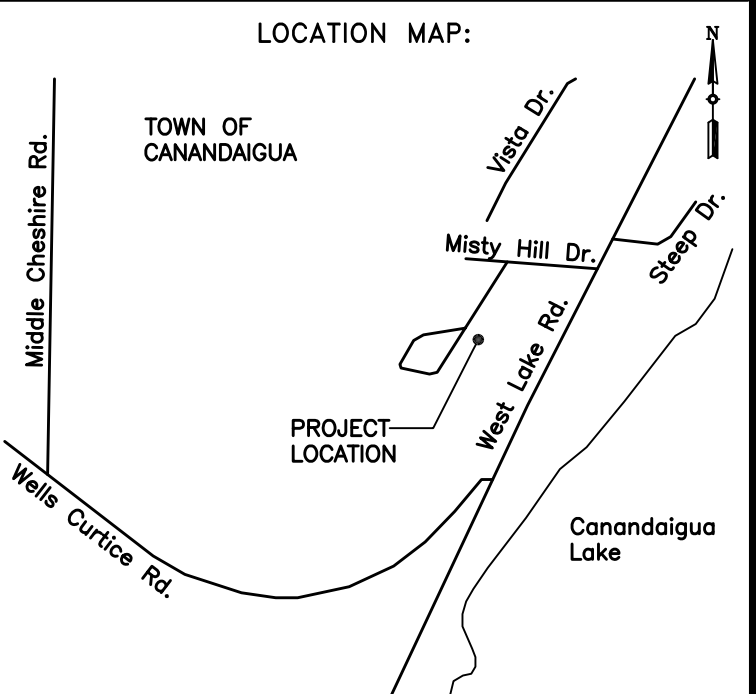 LOCATION MAP:
N
TOWN OF
CANANDAIGUA
Middle Cheshire Rd.
Vista Dr.
Misty Hill Dr.
Steep Dr.
West Lake Rd.
PROJECT
LOCATION
Wells Curtice Rd.
Canandaigua
Lake